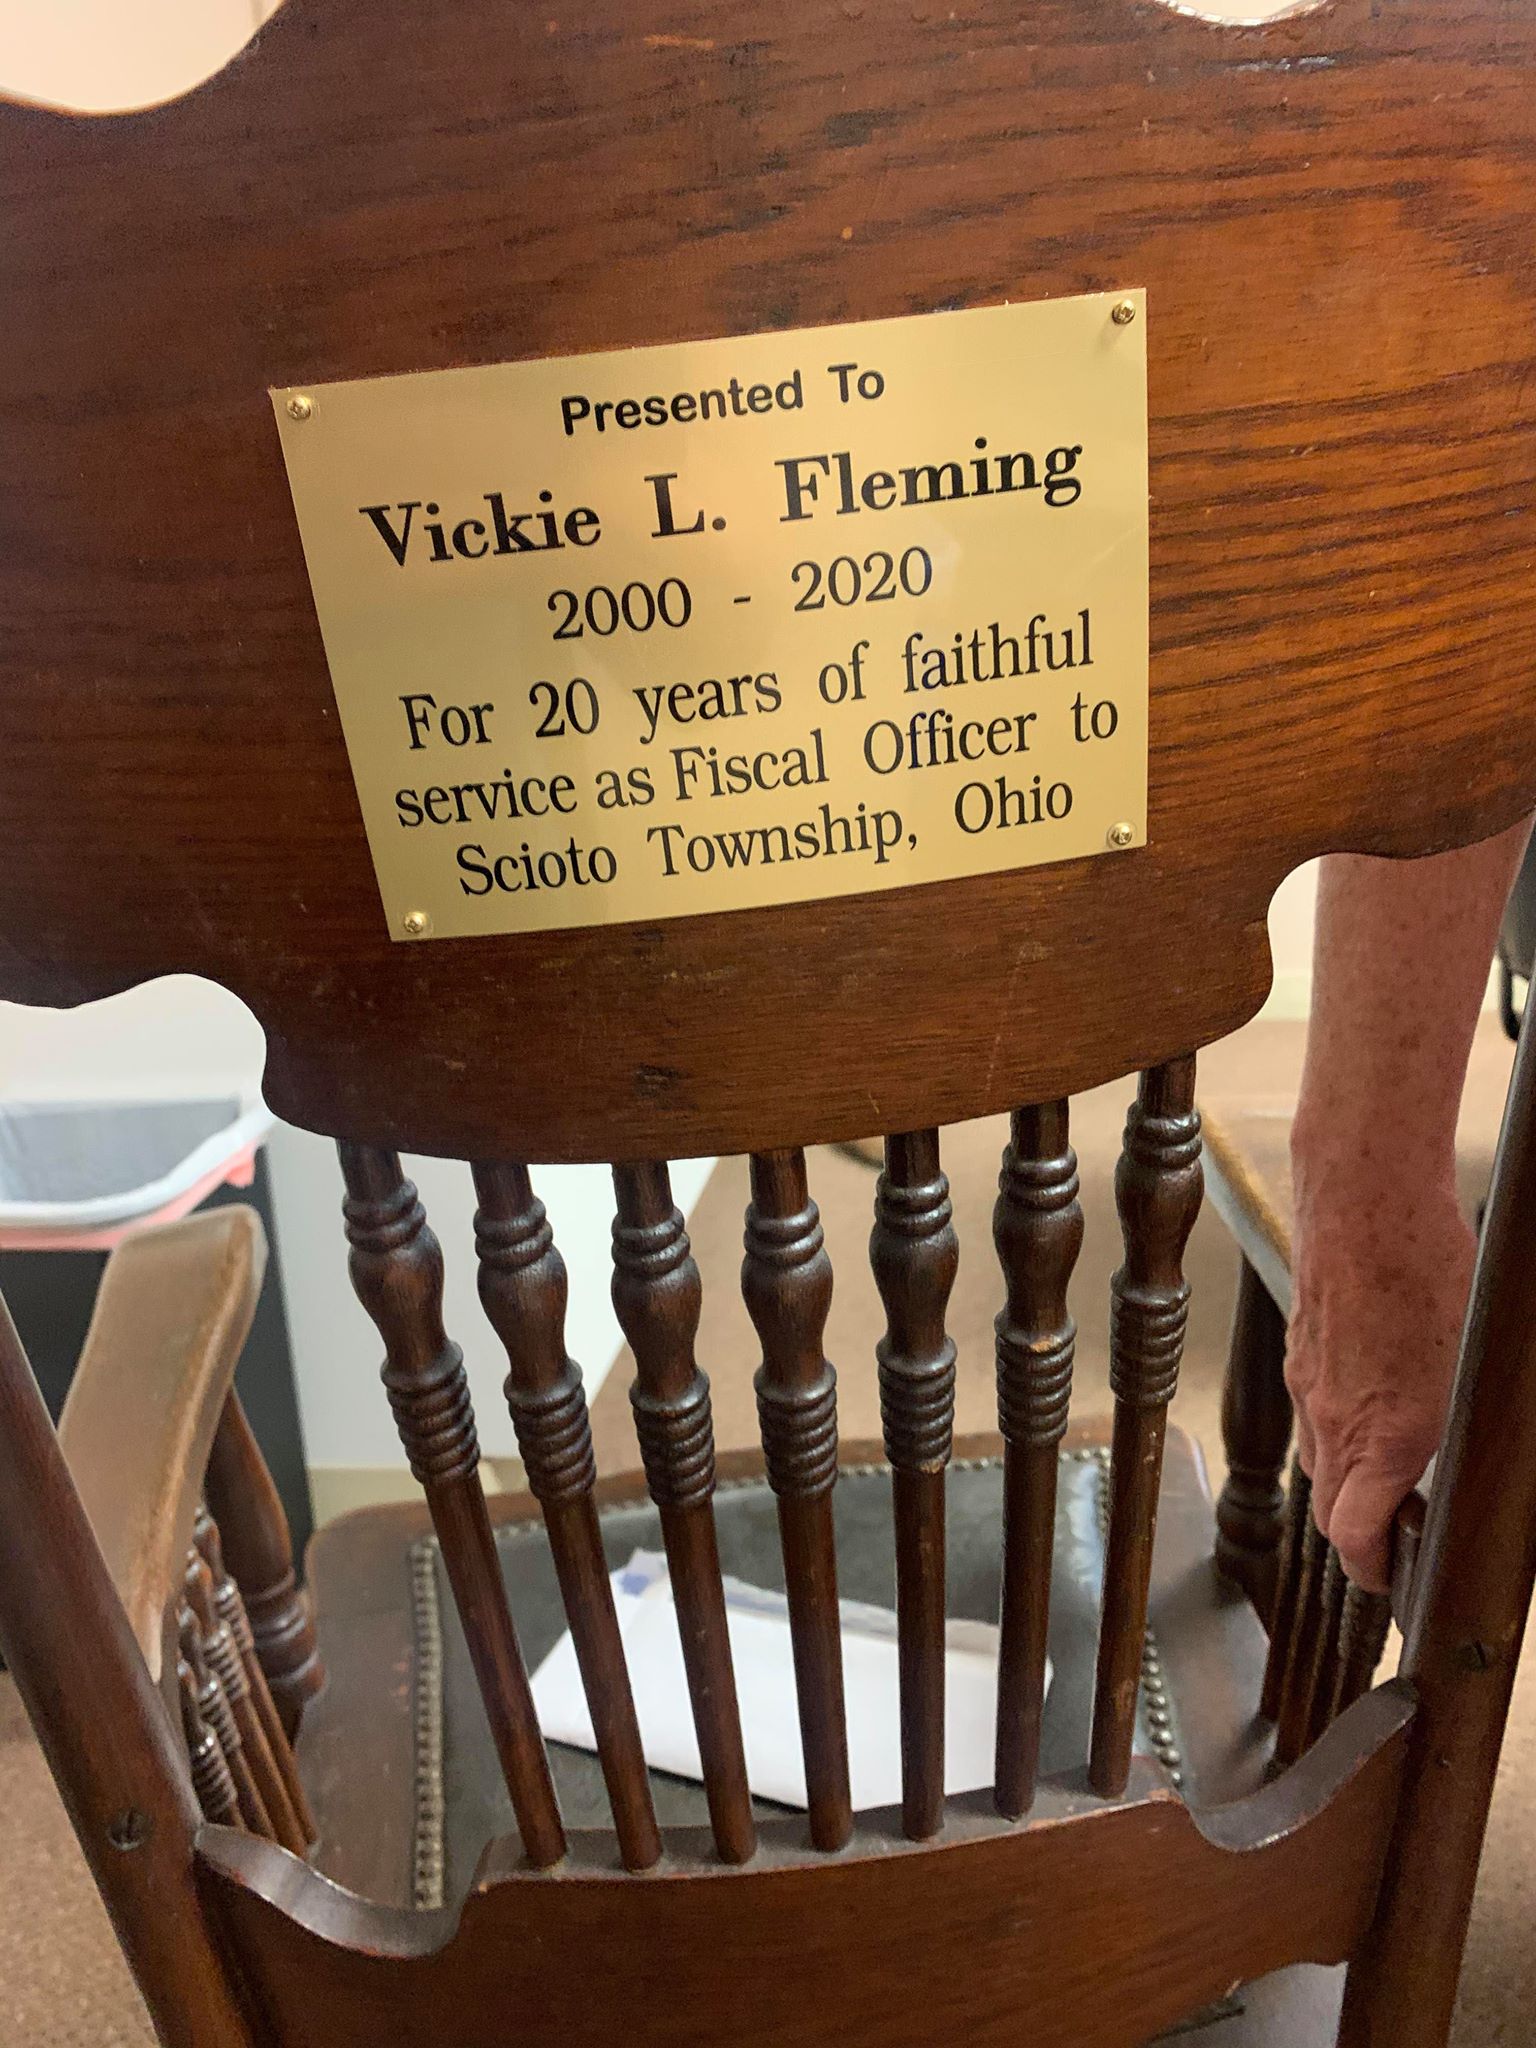 Presented To
Vickie L. Fleming
2000 - 2020
For 20 years of faithful
service as Fiscal Officer to
Scioto Township, Ohio